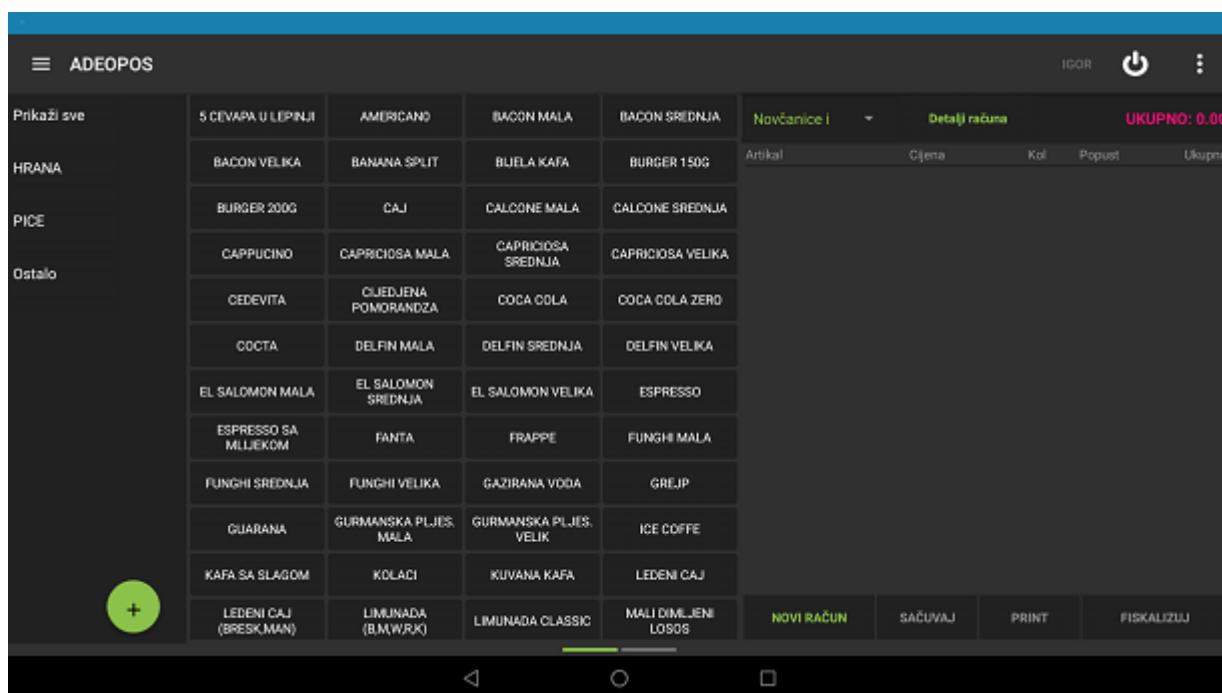 ADEOPOS
IGOR
Prikaži sve
HRANA
PICE
Ostalo
+
5 CEVAPA U LEPINJI
AMERICANO
BACON MALA
BACON SREDNJA
BACON VELIKA
BANANA SPLIT
BIJELA KAFA
BURGER 150G
BURGER 200G
CAJ
CALCONE MALA
CALCONE SREDNJA
CAPPUCINO
CAPRICIOSA MALA
CAPRICIOSA
SREDNJA
CAPRICIOSA VELIKA
CEDEVITA
CIJEDJENA
POMORANDZA
COCA COLA
COCA COLA ZERO
COCTA
DELFIN MALA
DELFIN SREDNJA
DELFIN VELIKA
EL SALOMON MALA
EL SALOMON
SREDNJA
EL SALOMON VELIKA
ESPRESSO
ESPRESSO SA
MLIJEKOM
FANTA
FRAPPE
FUNGHI MALA
FUNGHI SREDNJA
FUNGHI VELIKA
GAZIRANA VODA
GREJP
GUARANA
GURMANSKA PLJES.
MALA
GURMANSKA PLJES.
VELIK
ICE COFFE
KAFA SA SLAGOM
KOLACI
KUVANA KAFA
LEDENI CAJ
LEDENI CAJ
(BRESK,MAN)
LIMUNADA
(B,M,W,R,K)
LIMUNADA CLASSIC
MALI DIMLJENI
LOSOS
Novčanice i
Detalji računa
UKUPNO: 0.00
Artikal Cijena Kol Popust Ukupno
NOVI RAČUN
SAČUVAJ
PRINT
FISKALIZUJ